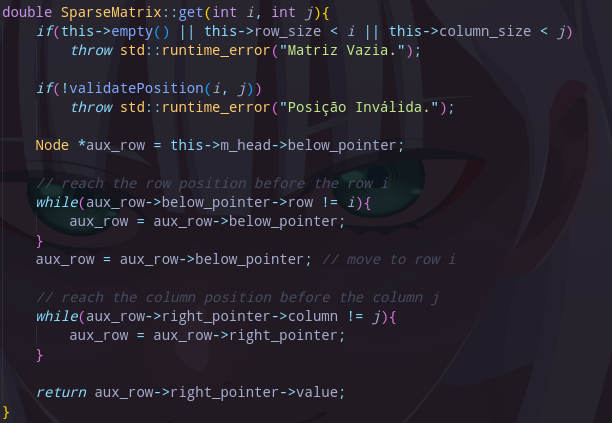 double SparseMatrix::get(int i, int j){
    if(this->empty() || this->row_size < i || this->column_size < j)
        throw std::runtime_error("Matriz Vazia.");

    if(!validatePosition(i, j))
        throw std::runtime_error("Posição Inválida.");

    Node *aux_row = this->m_head->below_pointer;

    // reach the row position before the row i
    while(aux_row->below_pointer->row != i){
        aux_row = aux_row->below_pointer;
    }
    aux_row = aux_row->below_pointer; // move to row i

    // reach the column position before the column j
    while(aux_row->right_pointer->column != j){
        aux_row = aux_row->right_pointer;
    }

    return aux_row->right_pointer->value;
}